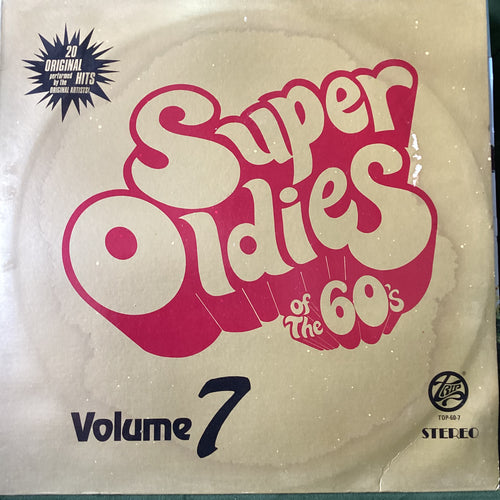 20
ORIGINAL
performed HITS
by the
ORIGINAL ARTISTS!
Super
Oldies
of
The 60's
Volume 7
TRIP
TOP-60-7
STEREO